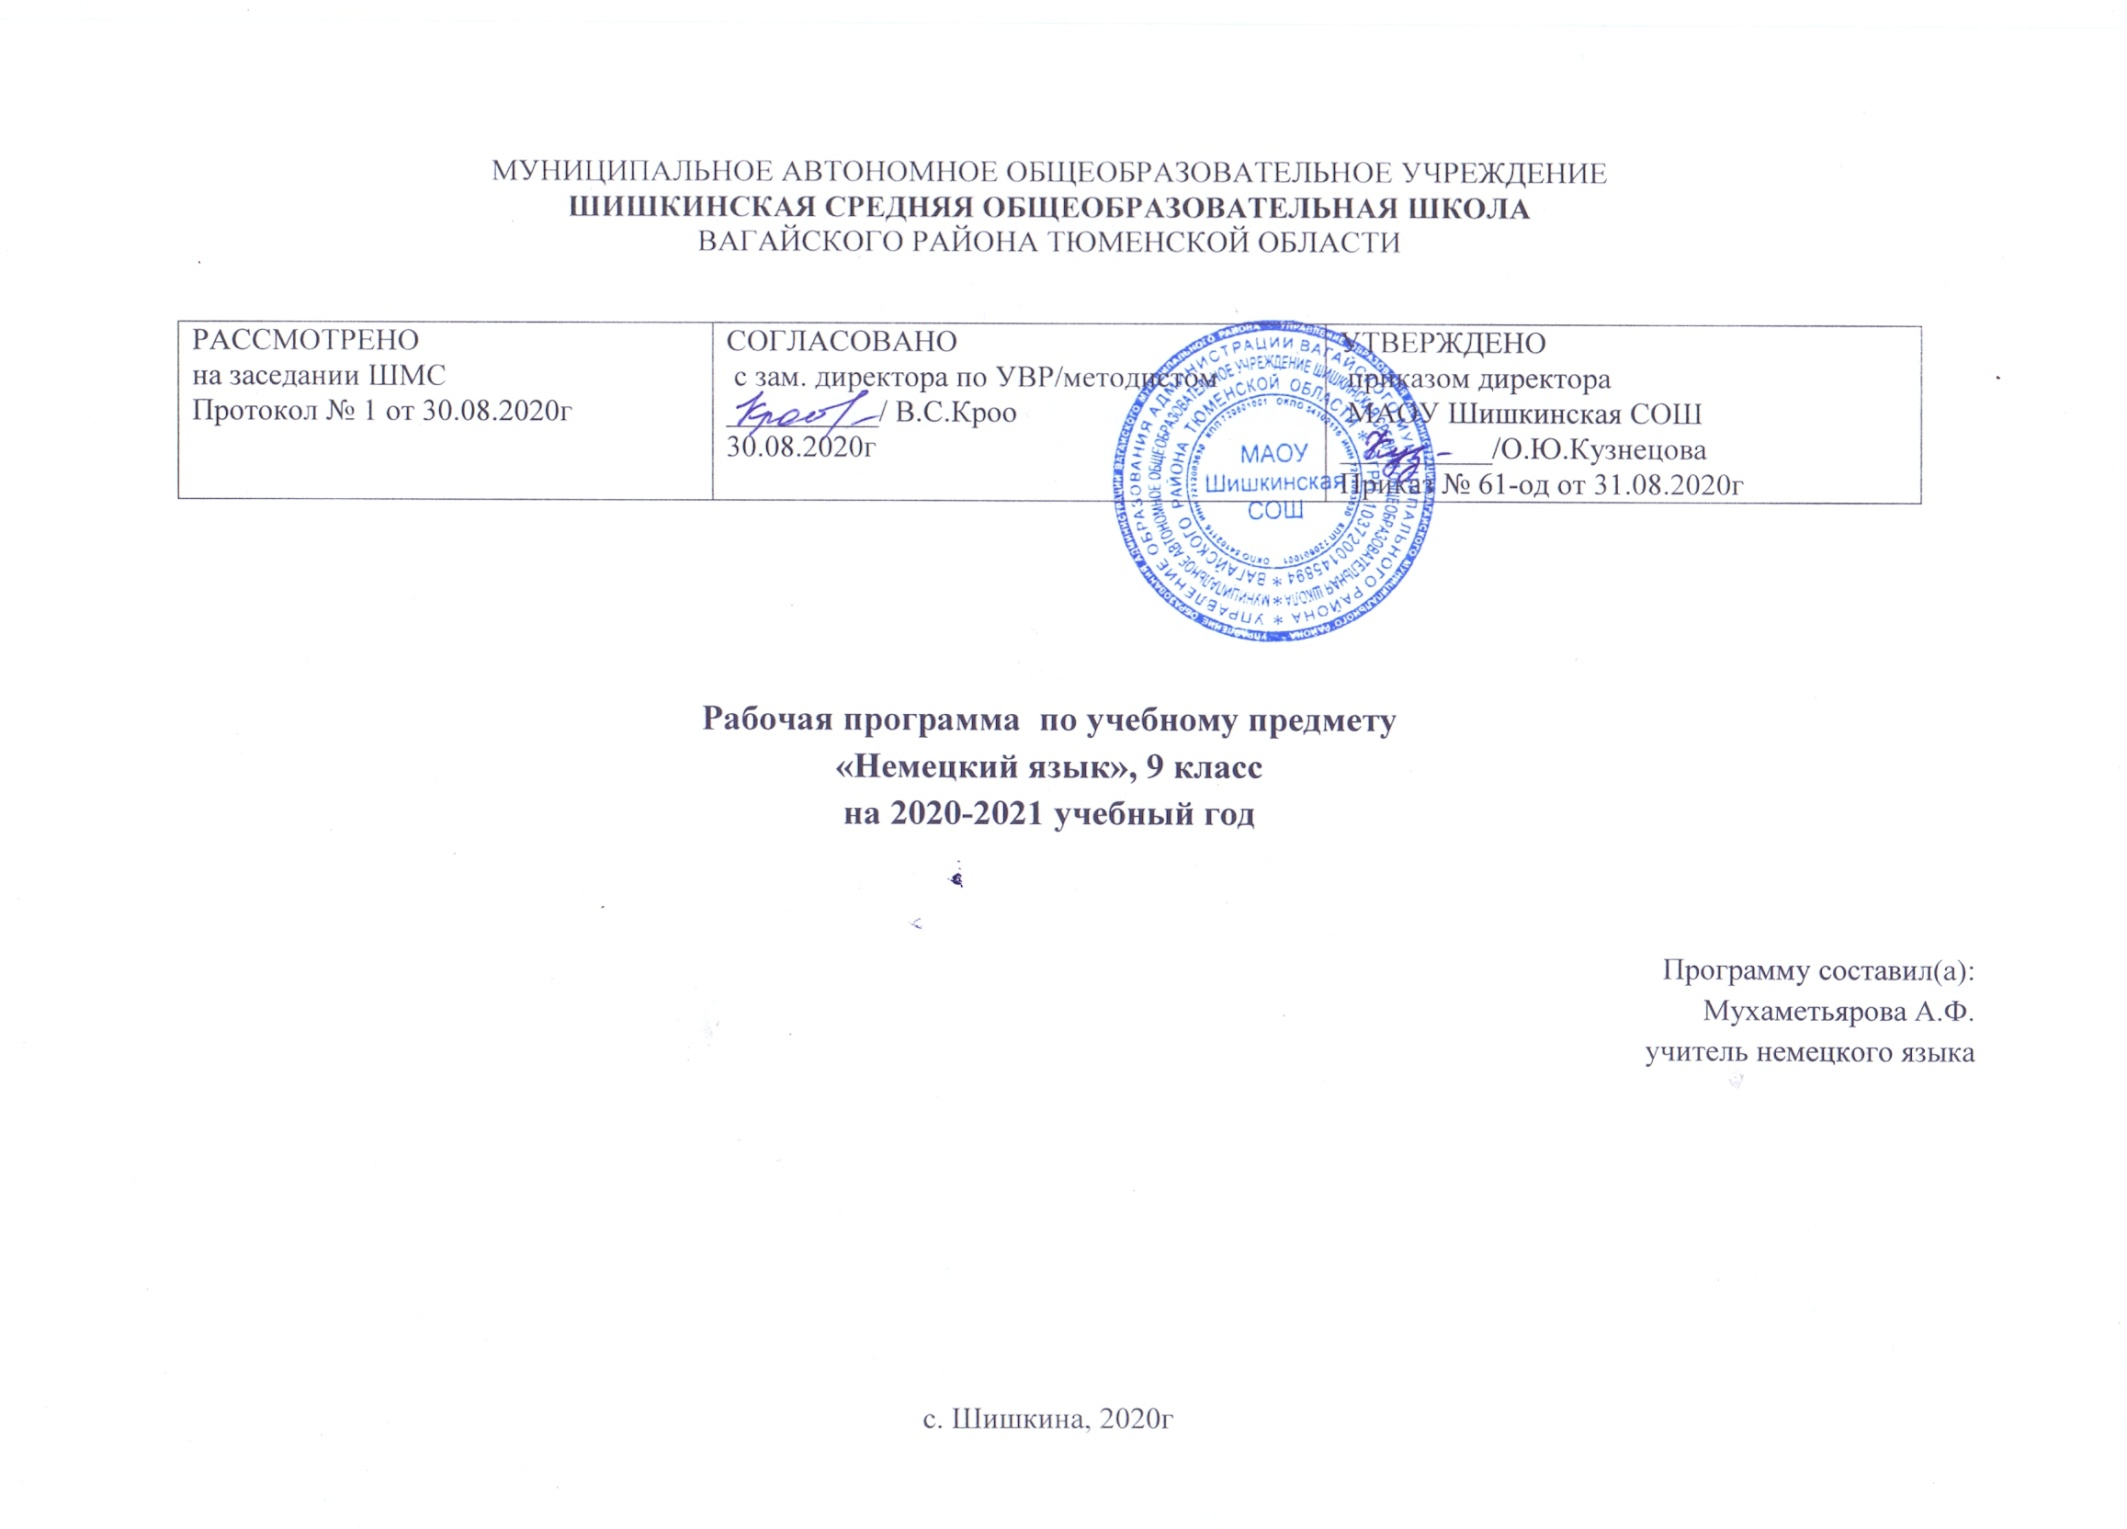 МУНИЦИПАЛЬНОЕ АВТОНОМНОЕ ОБЩЕОБРАЗОВАТЕЛЬНОЕ УЧРЕЖДЕНИЕ
ШИШКИНСКАЯ СРЕДНЯЯ ОБЩЕОБРАЗОВАТЕЛЬНАЯ ШКОЛА
ВАГАЙСКОГО РАЙОНА ТЮМЕНСКОЙ ОБЛАСТИ
РАССМОТРЕНО
на заседании ШМС
Протокол № 1 от 30.08.2020г
СОГЛАСОВАНО
с зам. директора по УВР/методистом
___________/ В.С.Кроо
30.08.2020г
УТВЕРЖДЕНО
приказом директора
МАОУ Шишкинская СОШ
___________/О.Ю.Кузнецова
Приказ № 61-од от 31.08.2020г
МАОУ
Шишкинская
СОШ
Рабочая программа по учебному предмету
«Немецкий язык», 9 класс
на 2020-2021 учебный год
Программу составил(а):
Мухаметьярова А.Ф.
учитель немецкого языка
с. Шишкина, 2020г